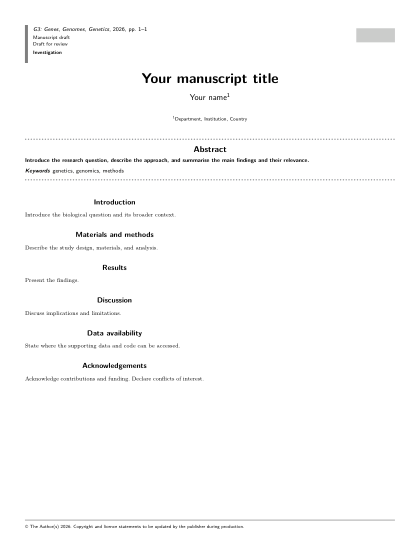 G3: Genes, Genomes, Genetics, 2026, pp. 1–1
Manuscript draft
Draft for review
Investigation
Your manuscript title
Your name1
1Department, Institution, Country
Abstract
Introduce the research question, describe the approach, and summarise the main findings and their relevance.
Keywords genetics, genomics, methods
Introduction
Introduce the biological question and its broader context.
Materials and methods
Describe the study design, materials, and analysis.
Results
Present the findings.
Discussion
Discuss implications and limitations.
Data availability
State where the supporting data and code can be accessed.
Acknowledgements
Acknowledge contributions and funding. Declare conflicts of interest.
© The Author(s) 2026. Copyright and licence statements to be updated by the publisher during production.